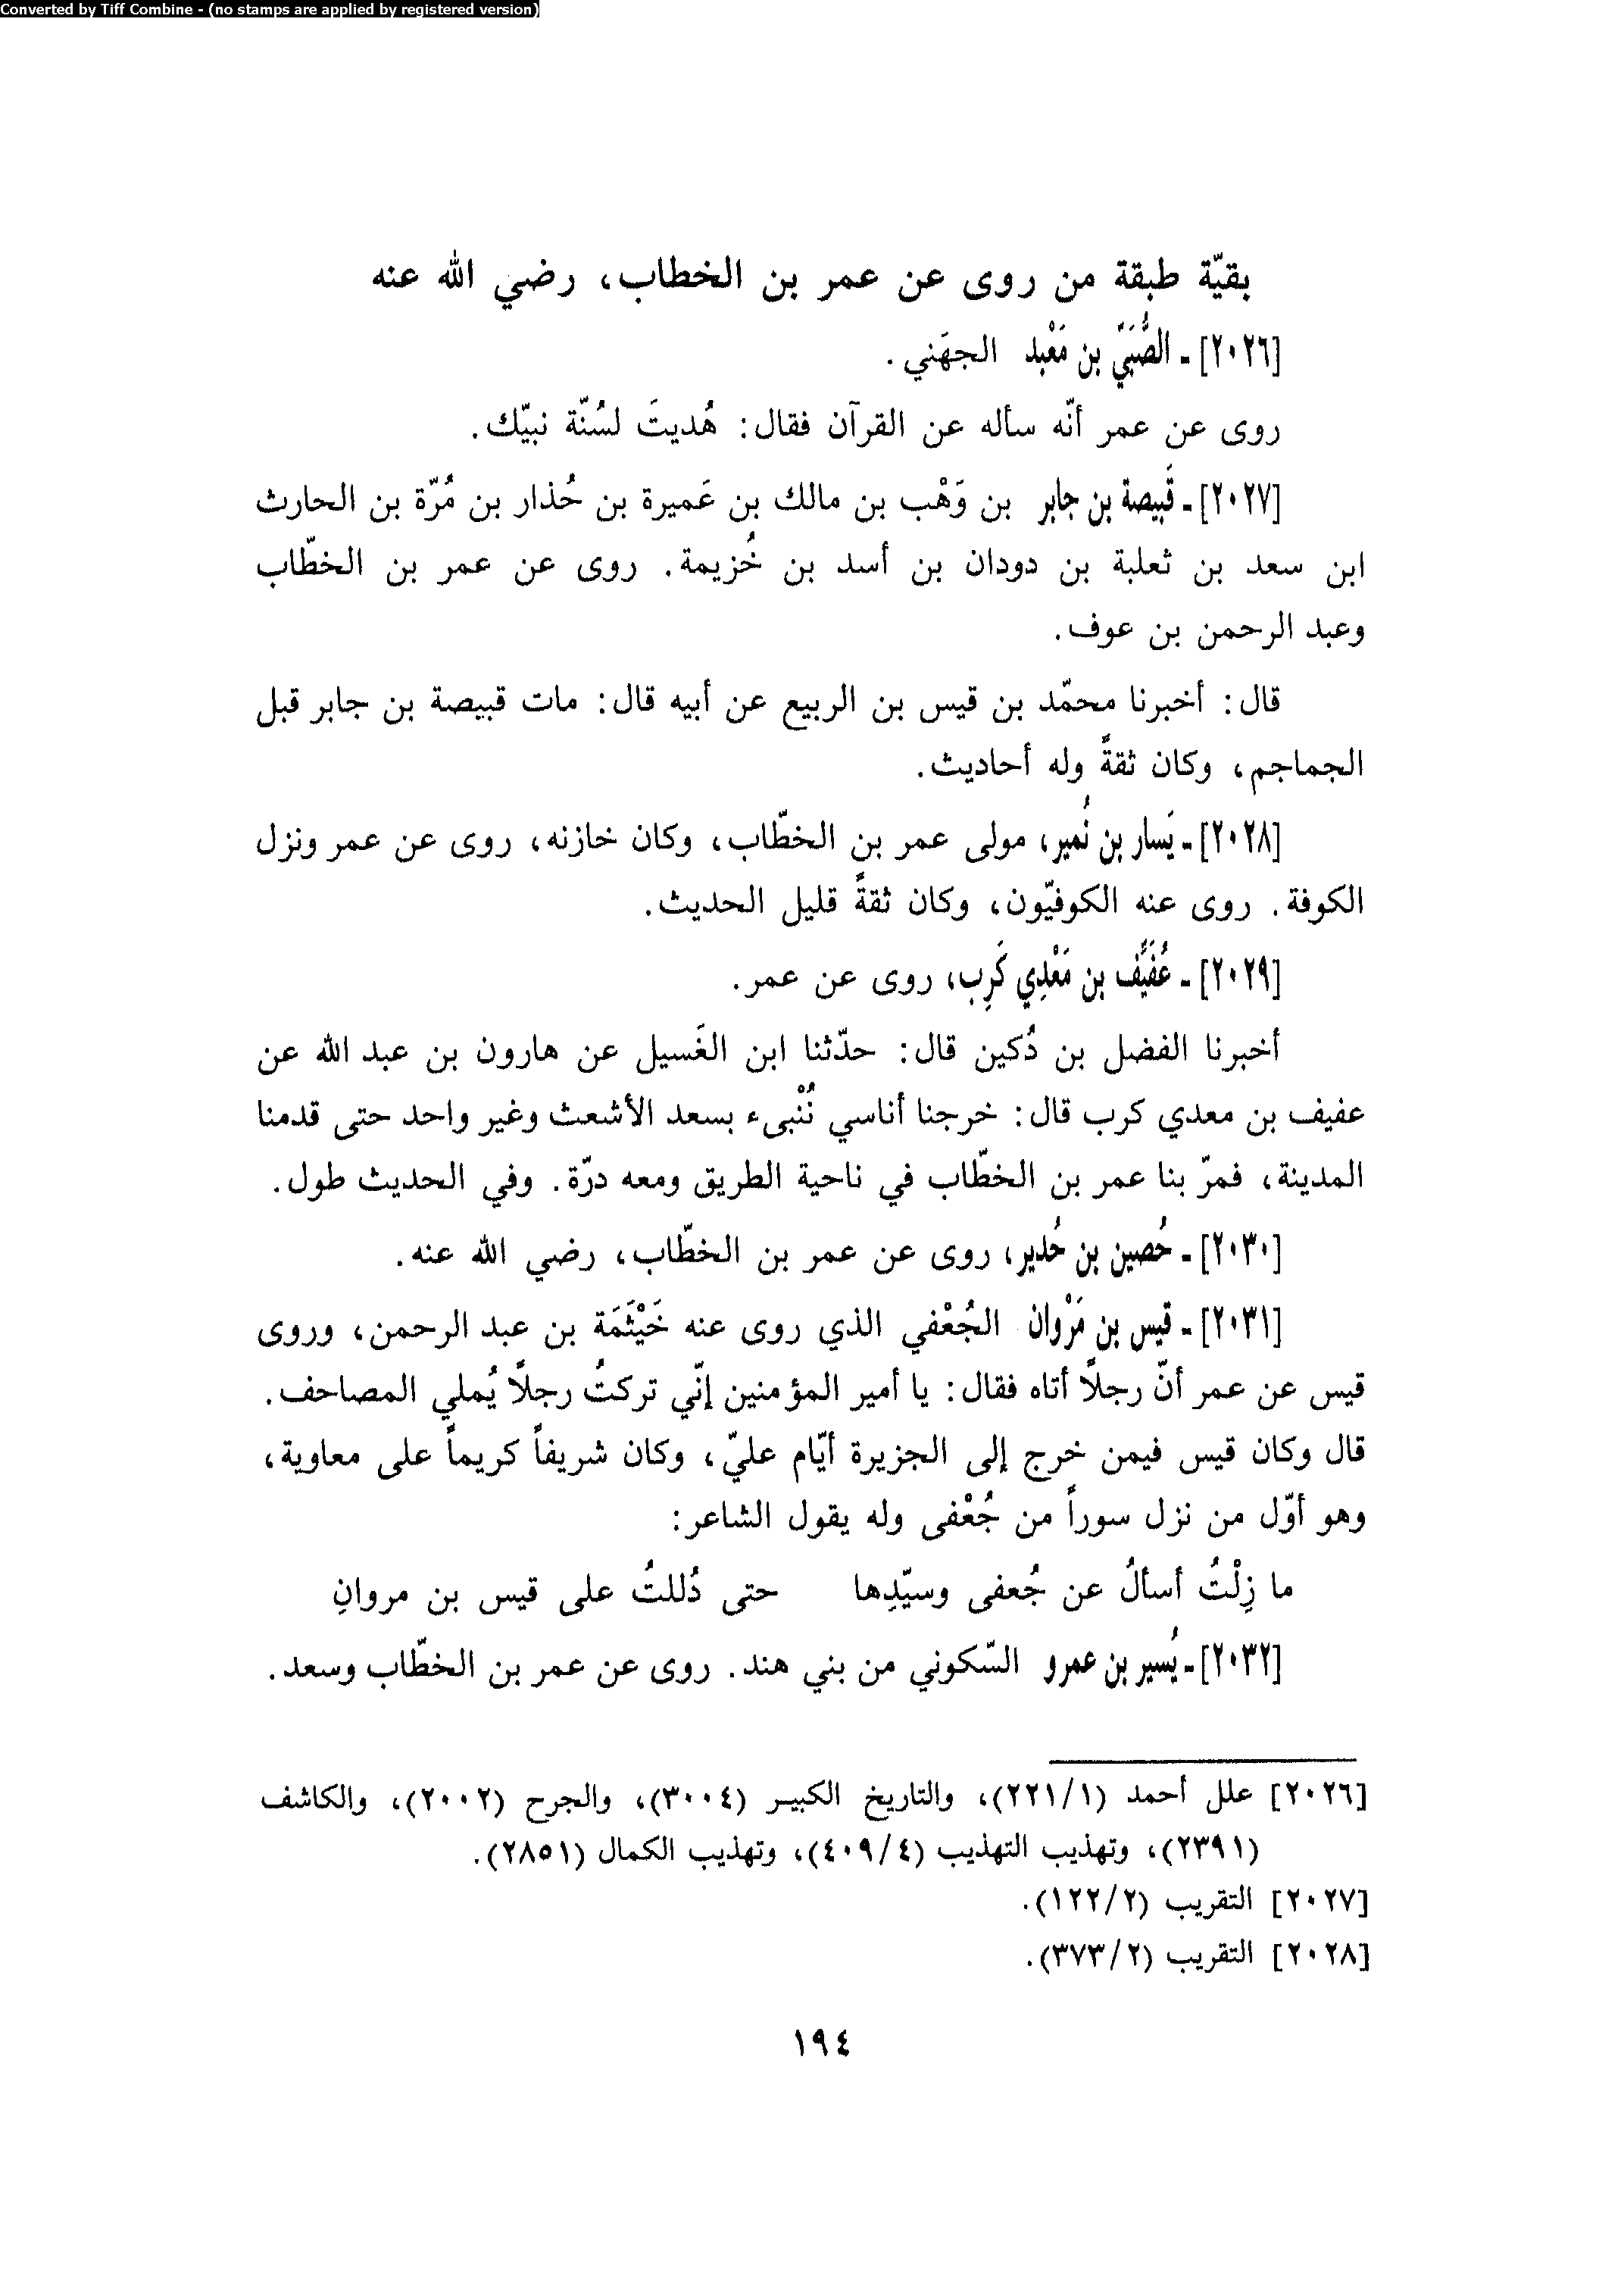 Converted by Tiff Combine - (no stamps are applied by registered version)
بقيّة طبقة من روى عن عمر بن الخطاب، رضي الله عنه
[٢٠٢٦] - الصُّبَيّ بن مَعْبد الجهَني .
روى عن عمر أنّه سأله عن القرآن فقال: هُديتَ لسُنّة نبيّك.
[٢٠٢٧] - قَبيصة بن جابر بن وَهْب بن مالك بن عَميرة بن حُذار بن مُرّة بن الحارث
ابن سعد بن ثعلبة بن دودان بن أسد بن خُزيمة. روى عن عمر بن الخطّاب
وعبد الرحمن بن عوف.
قال: أخبرنا محمّد بن قيس بن الربيع عن أبيه قال: مات قبيصة بن جابر قبل
الجماجم، وكان ثقةً وله أحاديث.
[٢٠٢٨] - يَسار بن نُمير، مولى عمر بن الخطّاب، وكان خازنه، روى عن عمر ونزل
الكوفة. روى عنه الكوفيّون، وكان ثقةً قليل الحديث.
[٢٠٢٩] - عُفَيِّف بن مَعْدِي كَرِب، روى عن عمر.
أخبرنا الفضل بن دُكين قال: حدّثنا ابن الغَسيل عن هارون بن عبد الله عن
عفيف بن معدي كرب قال: خرجنا أناسي نُنْبىء بسعد الأشعث وغير واحد حتى قدمنا
المدينة، فمرّ بنا عمر بن الخطّاب في ناحية الطريق ومعه درّة. وفي الحديث طول.
[٢٠٣٠] - حُصين بن حُدير، روى عن عمر بن الخطّاب، رضي الله عنه.
[٢٠٣١] - قيس بن مَرْوان الجُعْفي الذي روى عنه خَيْثَمَة بن عبد الرحمن، وروى
قيس عن عمر أنّ رجلاً أتاه فقال: يا أمير المؤمنين إنّي تركتُ رجلاً يُملي المصاحف.
قال وكان قيس فيمن خرج إلى الجزيرة أيّام عليّ، وكان شريفاً كريماً على معاوية،
وهو أوّل من نزل سوراً من جُعْفى وله يقول الشاعر:
ما زِلْتُ أسألُ عن جُعفى وسيّدِها حتى دُللتُ على قيس بن مروانِ
[٢٠٣٢] - يُسير بن عمرو السّكوني من بني هند. روى عن عمر بن الخطّاب وسعد.
[٢٠٢٦] علل أحمد (٢٢١/١)، والتاريخ الكبير (٣٠٠٤)، والجرح (٢٠٠٢)، والكاشف
(٢٣٩١)، وتهذيب التهذيب (٤٠٩/٤)، وتهذيب الكمال (٢٨٥١).
[٢٠٢٧] التقريب (١٢٢/٢).
[٢٠٢٨] التقريب (٣٧٣/٢).
١٩٤